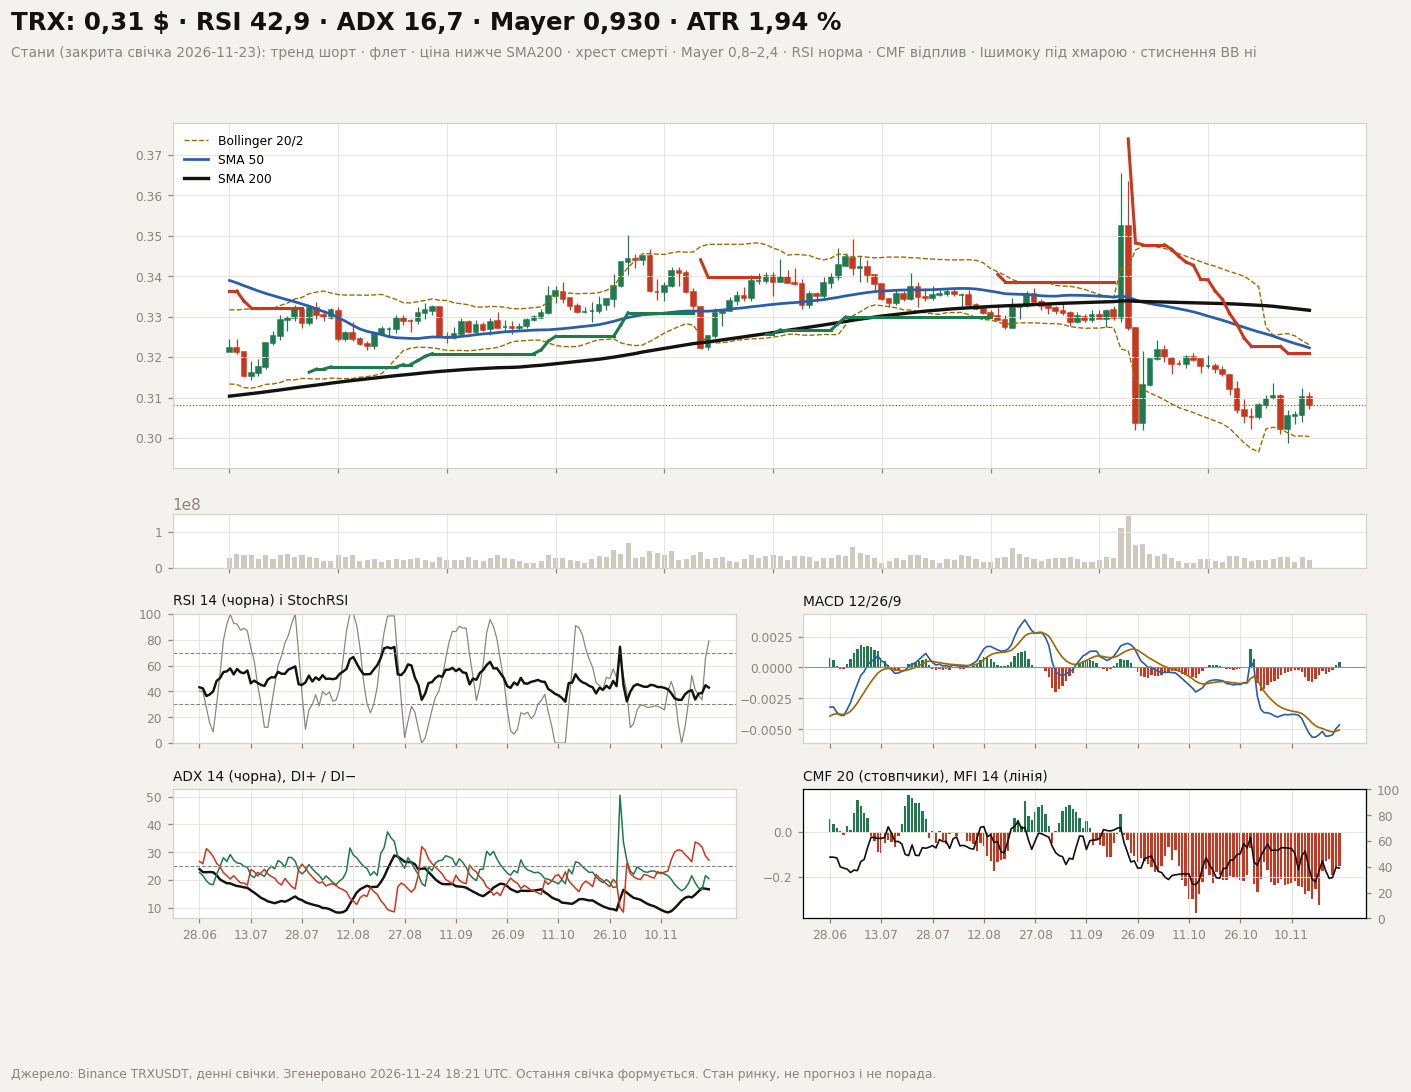 TRX: 0,31 $ · RSI 42,9 · ADX 16,7 · Mayer 0,930 · ATR 1,94 %
Стани (закрита свічка 2026-11-23): тренд шорт · флет · ціна нижче SMA200 · хрест смерті · Mayer 0,8–2,4 · RSI норма · CMF відплив · Ішимоку під хмарою · стиснення BB ні
Bollinger 20/2
SMA 50
SMA 200
0.37
0.36
0.35
0.34
0.33
0.32
0.31
0.30
1e8
1
0
RSI 14 (чорна) і StochRSI
100
80
60
40
20
0
MACD 12/26/9
0.0025
0.0000
−0.0025
−0.0050
ADX 14 (чорна), DI+ / DI−
50
40
30
20
10
28.06 13.07 28.07 12.08 27.08 11.09 26.09 11.10 26.10 10.11
CMF 20 (стовпчики), MFI 14 (лінія)
0.0
−0.2
100
80
60
40
20
0
28.06 13.07 28.07 12.08 27.08 11.09 26.09 11.10 26.10 10.11
Джерело: Binance TRXUSDT, денні свічки. Згенеровано 2026-11-24 18:21 UTC. Остання свічка формується. Стан ринку, не прогноз і не порада.